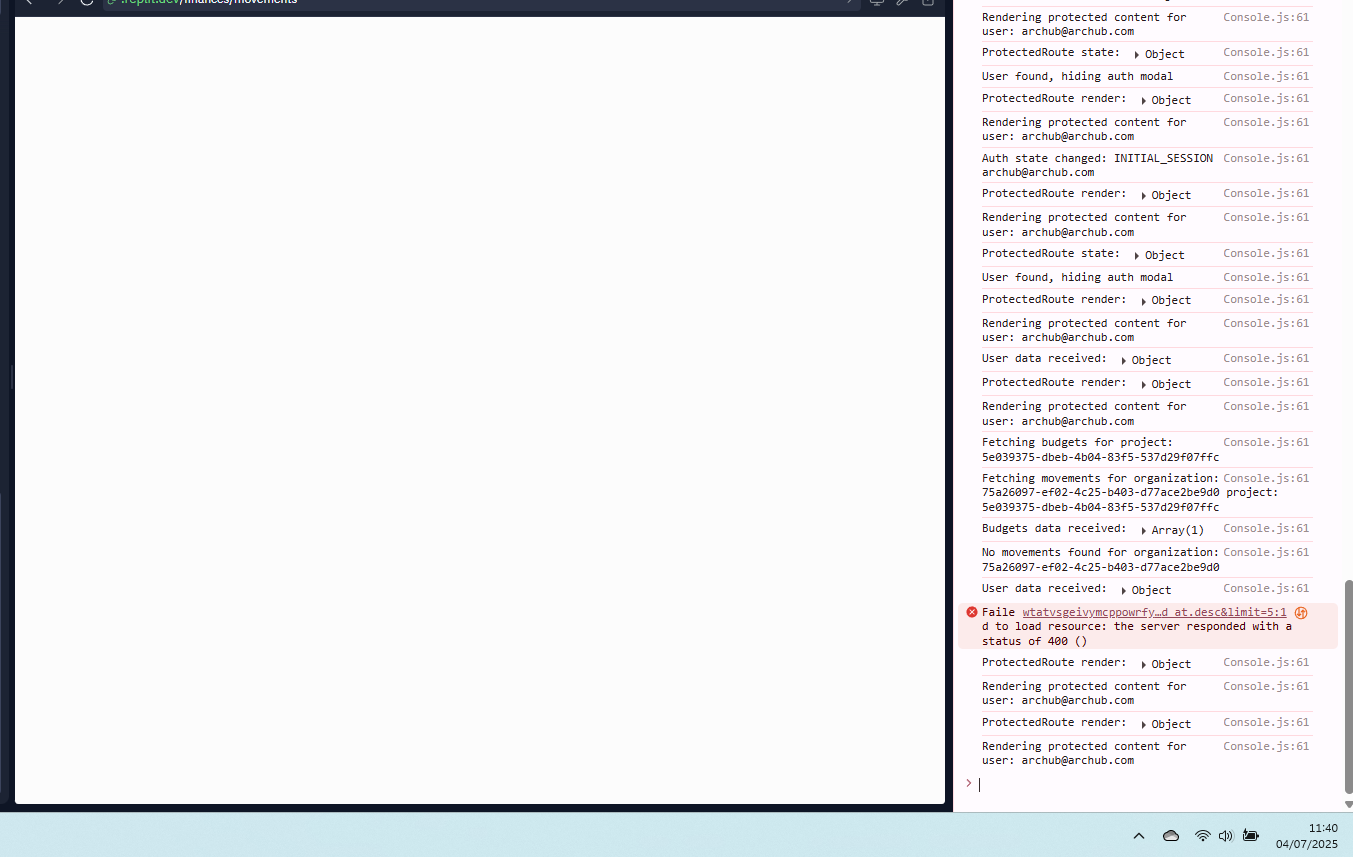 .replit.dev/finances/movements
Rendering protected content for Console.js:61
user: archub@archub.com
ProtectedRoute state: Object Console.js:61
User found, hiding auth modal Console.js:61
ProtectedRoute render: Object Console.js:61
Rendering protected content for Console.js:61
user: archub@archub.com
Auth state changed: INITIAL_SESSION Console.js:61
archub@archub.com
ProtectedRoute render: Object Console.js:61
Rendering protected content for Console.js:61
user: archub@archub.com
ProtectedRoute state: Object Console.js:61
User found, hiding auth modal Console.js:61
ProtectedRoute render: Object Console.js:61
Rendering protected content for Console.js:61
user: archub@archub.com
User data received: Object Console.js:61
ProtectedRoute render: Object Console.js:61
Rendering protected content for Console.js:61
user: archub@archub.com
Fetching budgets for project: Console.js:61
5e039375-dbeb-4b04-83f5-537d29f07ffc
Fetching movements for organization: Console.js:61
75a26097-ef02-4c25-b403-d77ace2be9d0 project:
5e039375-dbeb-4b04-83f5-537d29f07ffc
Budgets data received: Array(1) Console.js:61
No movements found for organization: Console.js:61
75a26097-ef02-4c25-b403-d77ace2be9d0
User data received: Object Console.js:61
Faile wtatvsgeivymcppowrfy…d_at.desc&limit=5:1
d to load resource: the server responded with a
status of 400 ()
ProtectedRoute render: Object Console.js:61
Rendering protected content for Console.js:61
user: archub@archub.com
ProtectedRoute render: Object Console.js:61
Rendering protected content for Console.js:61
user: archub@archub.com
11:40
04/07/2025